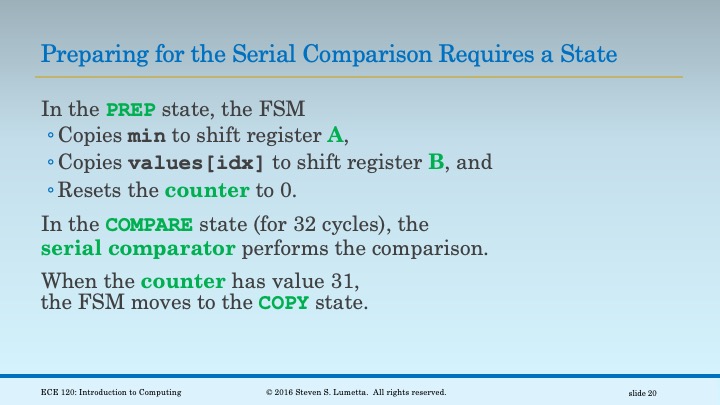 Preparing for the Serial Comparison Requires a State
In the PREP state, the FSM
◦Copies min to shift register A,
◦Copies values[idx] to shift register B, and
◦Resets the counter to 0.
In the COMPARE state (for 32 cycles), the
serial comparator performs the comparison.
When the counter has value 31,
the FSM moves to the COPY state.
ECE 120: Introduction to Computing © 2016 Steven S. Lumetta. All rights reserved. slide 20